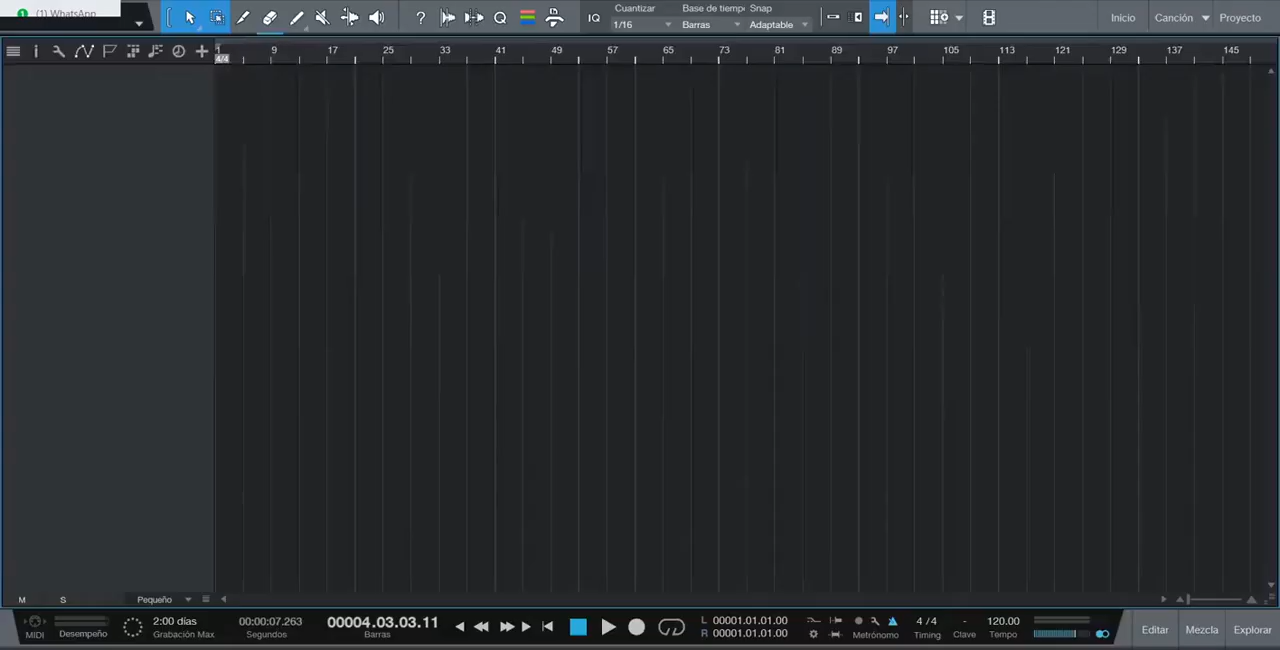 (1) WhatsApp
IQ
Cuantizar
1/16
Base de tiempo
Barras
Snap
Adaptable
Inicio
Canción
Proyecto
1 9 17 25 33 41 49 57 65 73 81 89 97 105 113 121 129 137 145
4/4
M S Pequeño
MIDI
Desempeño
2:00 días
Grabación Max
00:00:07.263
Segundos
00004.03.03.11
Barras
L 00001.01.01.00
R 00001.01.01.00
Metrónomo
4 / 4
Timing
-
Clave
120.00
Tempo
Editar
Mezcla
Explorar